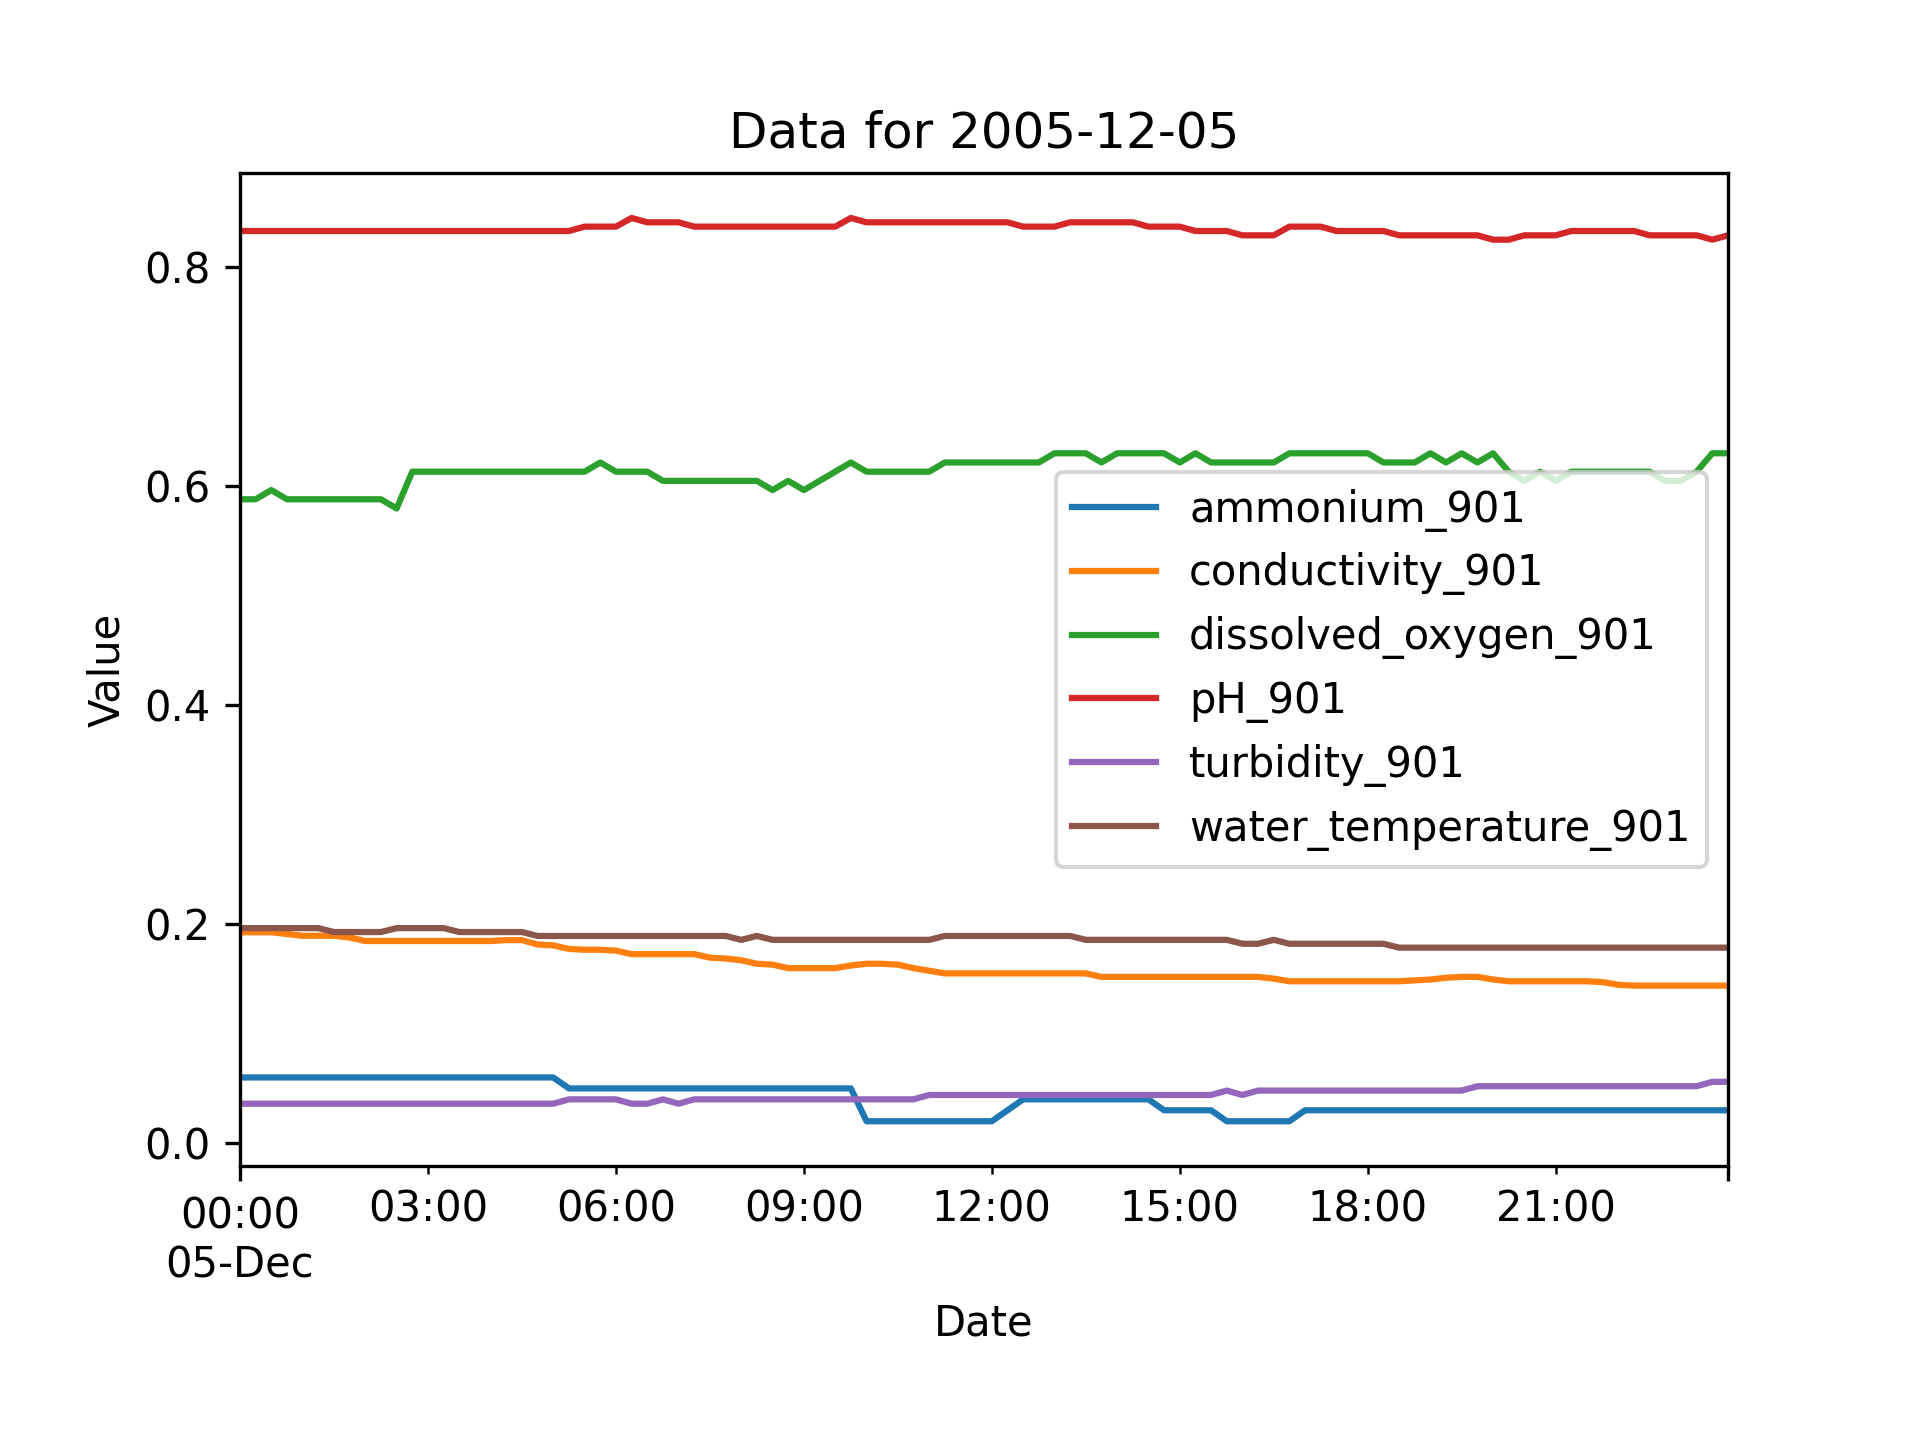 Data for 2005-12-05
Value
0.8
0.6
0.4
0.2
0.0
ammonium_901
conductivity_901
dissolved_oxygen_901
pH_901
turbidity_901
water_temperature_901
00:00 03:00 06:00 09:00 12:00 15:00 18:00 21:00
05-Dec
Date